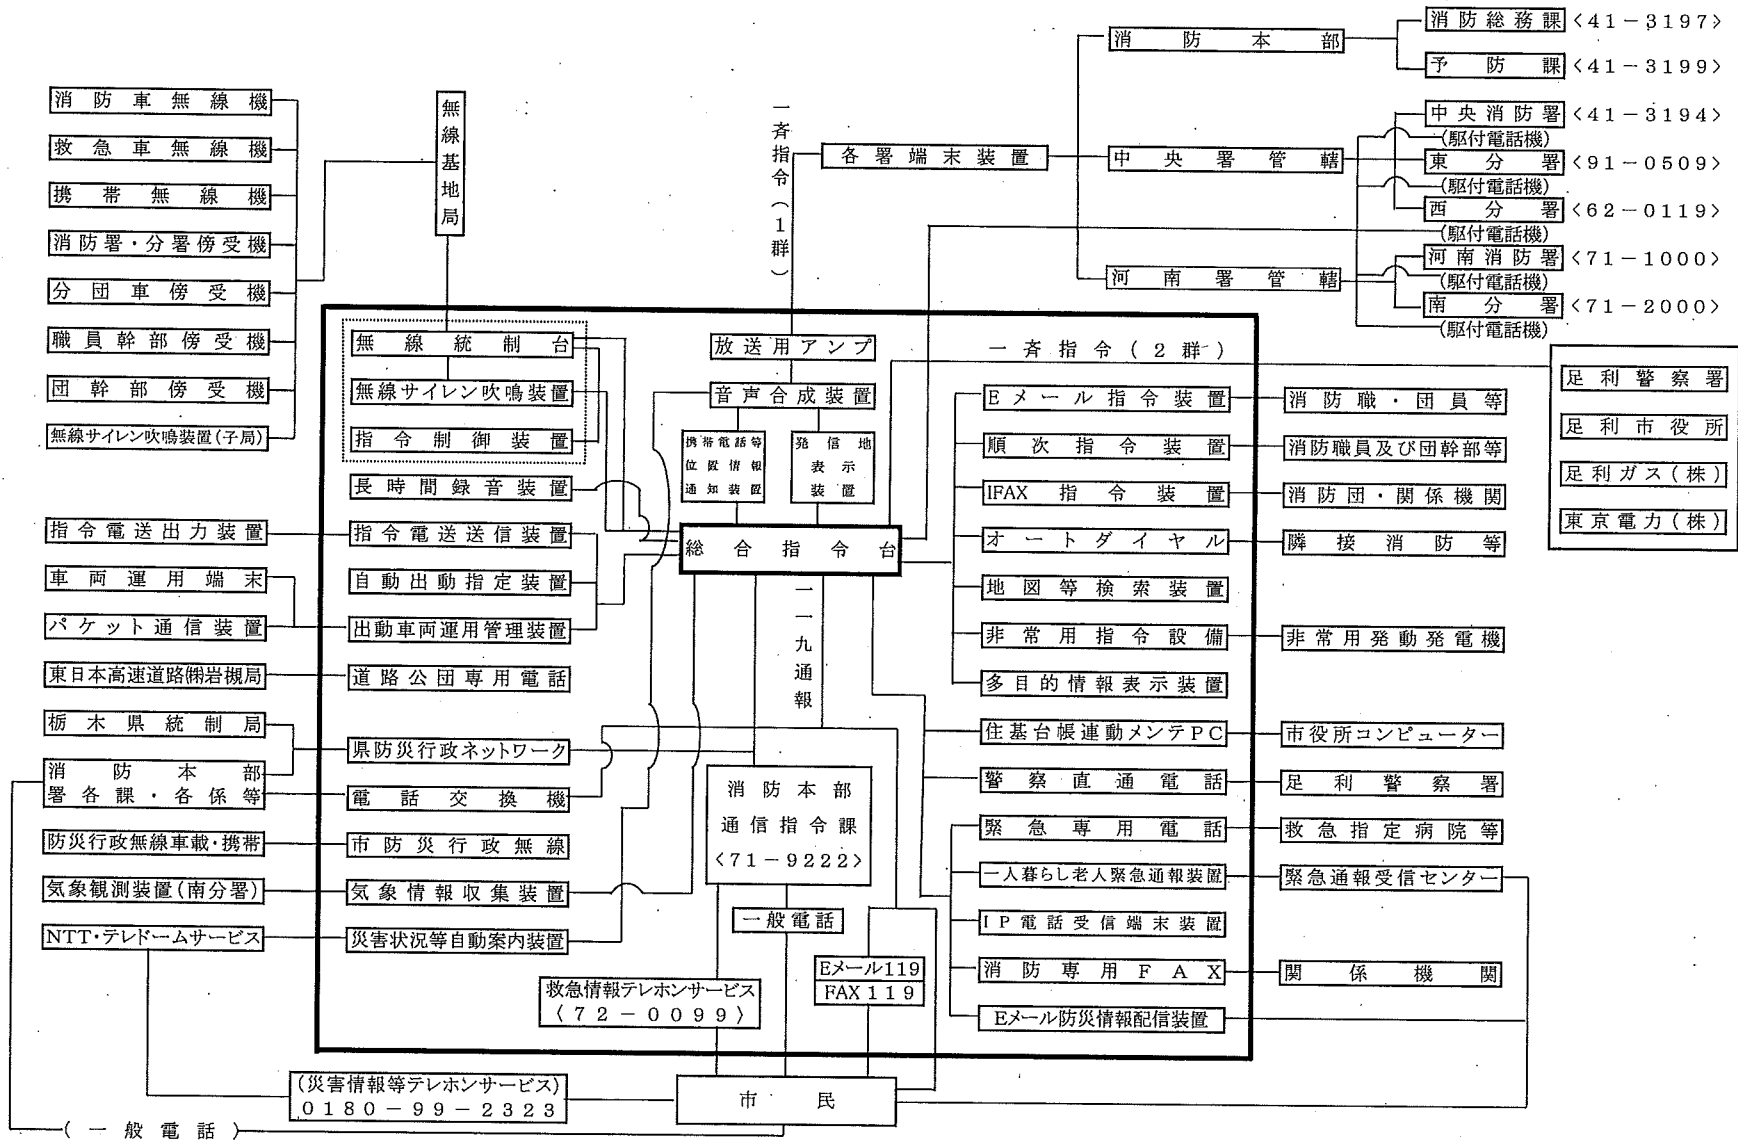 消防本部
消防総務課〈41－3197〉
予防課〈41－3199〉
中央署管轄
中央消防署〈41－3194〉
(駆付電話機)
東分署〈91－0509〉
(駆付電話機)
西分署〈62－0119〉
(駆付電話機)
河南署管轄
河南消防署〈71－1000〉
(駆付電話機)
南分署〈71－2000〉
(駆付電話機)
各署端末装置
一斉指令(1群)
無線基地局
消防車無線機
救急車無線機
携帯無線機
消防署・分署傍受機
分団車傍受機
職員幹部傍受機
団幹部傍受機
無線サイレン吹鳴装置(子局)
無線統制台
無線サイレン吹鳴装置
指令制御装置
長時間録音装置
指令電送出力装置
指令電送送信装置
車両運用端末
自動出動指定装置
パケット通信装置
出動車両運用管理装置
東日本高速道路㈱岩槻局
道路公団専用電話
栃木県統制局
県防災行政ネットワーク
消防本部
署各課・各係等
電話交換機
防災行政無線車載・携帯
市防災行政無線
気象観測装置(南分署)
気象情報収集装置
NTT・テレドームサービス
災害状況等自動案内装置
放送用アンプ
音声合成装置
携帯電話等
位置情報
通知装置
発信地
表示
装置
総合指令台
一一九通報
消防本部
通信指令課
〈71－9222〉
一般電話
Eメール119
FAX119
救急情報テレホンサービス
〈72－0099〉
一斉指令(2群)
足利警察署
足利市役所
足利ガス(株)
東京電力(株)
Eメール指令装置
消防職・団員等
順次指令装置
消防職員及び団幹部等
IFAX指令装置
消防団・関係機関
オートダイヤル
隣接消防等
地図等検索装置
非常用指令設備
非常用発動発電機
多目的情報表示装置
住基台帳連動メンテPC
市役所コンピューター
警察直通電話
足利警察署
緊急専用電話
救急指定病院等
一人暮らし老人緊急通報装置
緊急通報受信センター
IP電話受信端末装置
消防専用FAX
関係機関
Eメール防災情報配信装置
(災害情報等テレホンサービス)
0180－99－2323
市民
(一般電話)